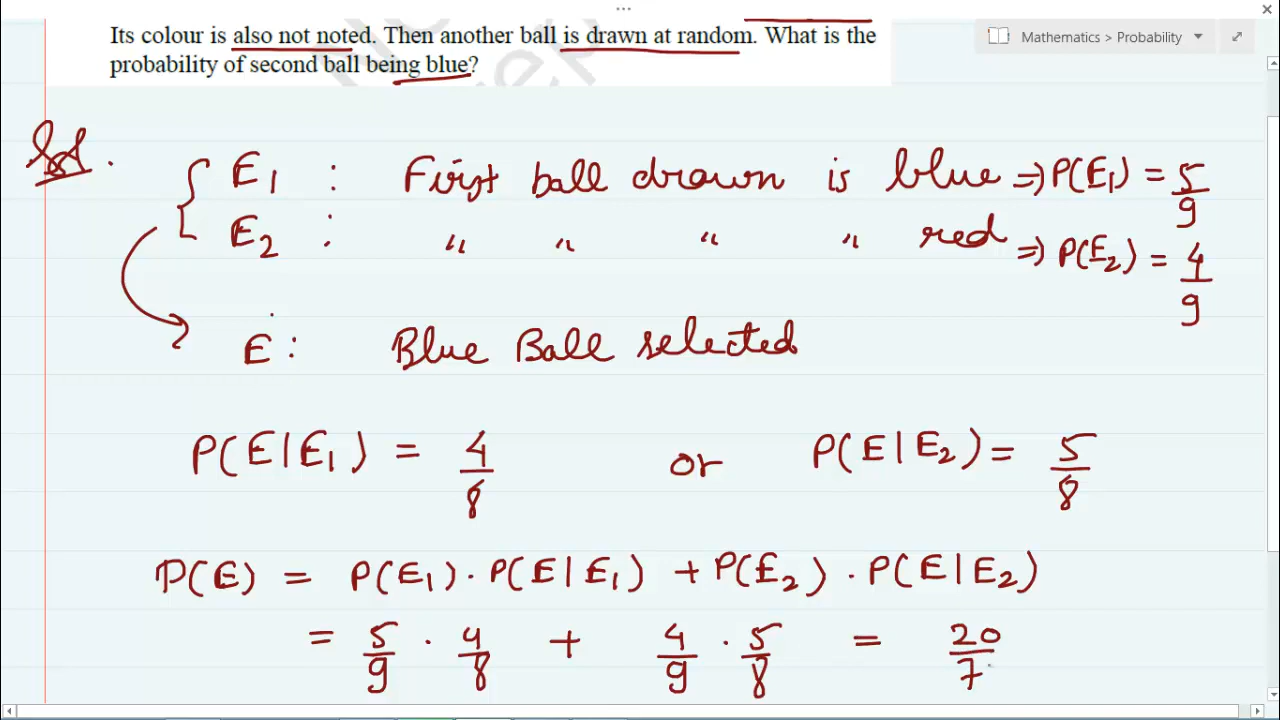 Its colour is also not noted. Then another ball is drawn at random. What is the
probability of second ball being blue?
Mathematics > Probability
Sol.
E1 : First ball drawn is blue ⇒ P(E1) = 5/9
E2 : " " " " red ⇒ P(E2) = 4/9
E : Blue Ball selected
P(E|E1) = 4/8 or P(E|E2) = 5/8
P(E) = P(E1) . P(E|E1) + P(E2) . P(E|E2)
= 5/9 . 4/8 + 4/9 . 5/8 = 20/7